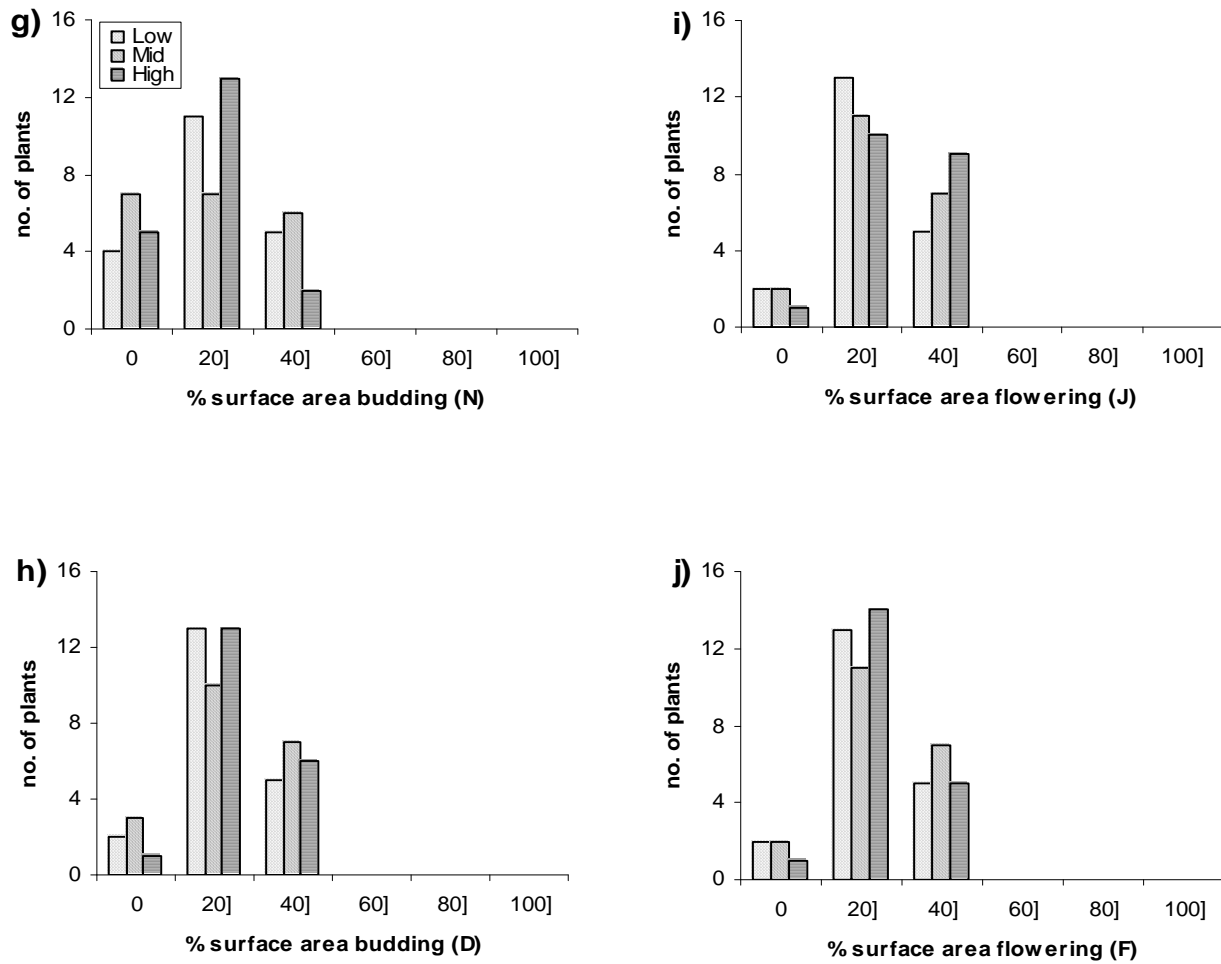 g)
16
12
8
4
0
no. of plants
Low
Mid
High
0 20] 40] 60] 80] 100]
% surface area budding (N)
i)
16
12
8
4
0
no. of plants
0 20] 40] 60] 80] 100]
% surface area flowering (J)
h)
16
12
8
4
0
no. of plants
0 20] 40] 60] 80] 100]
% surface area budding (D)
j)
16
12
8
4
0
no. of plants
0 20] 40] 60] 80] 100]
% surface area flowering (F)